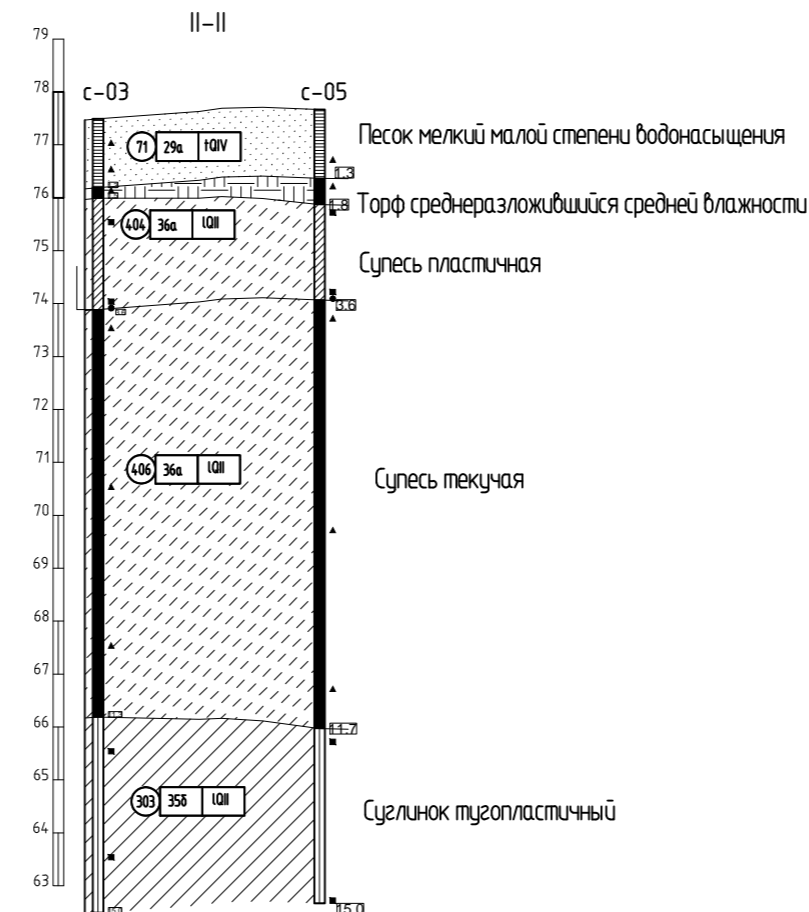 II-II
79
78
с-03 с-05
77
71 29а tQIV
Песок мелкий малой степени водонасыщения
1.3
76
1.8
Торф среднеразложившийся средней влажности
404 36а lQII
75
Супесь пластичная
74
3.6
73
72
71
406 36а lQII
Супесь текучая
70
69
68
67
66
11.7
65
303 35б lQII
Суглинок тугопластичный
64
63
15.0